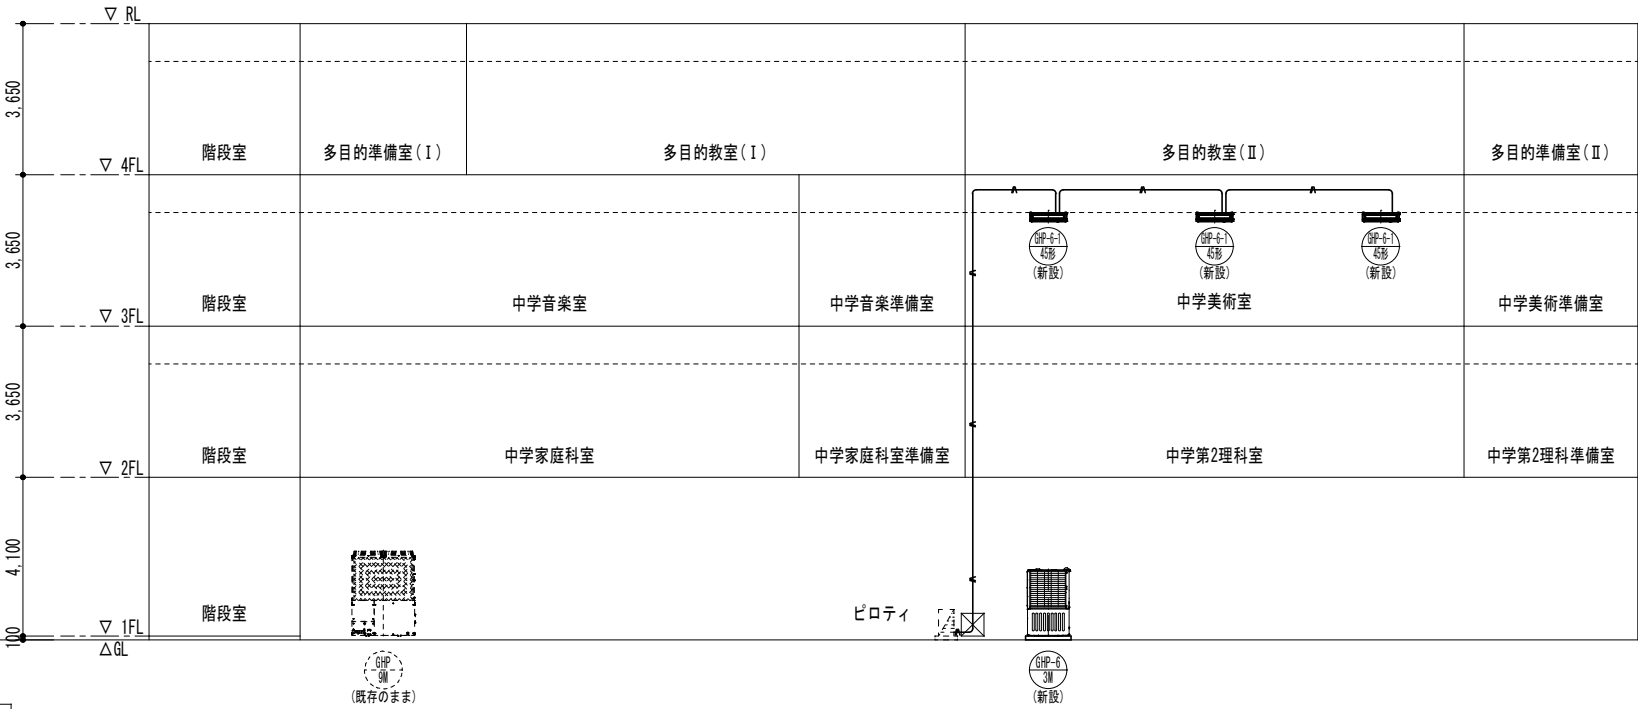 ▽ RL
3,650
階段室
多目的準備室(Ⅰ)
多目的教室(Ⅰ)
多目的教室(Ⅱ)
多目的準備室(Ⅱ)
▽ 4FL
3,650
GHP-6-1
45形
(新設)
GHP-6-1
45形
(新設)
GHP-6-1
45形
(新設)
階段室
中学音楽室
中学音楽準備室
中学美術室
中学美術準備室
▽ 3FL
3,650
階段室
中学家庭科室
中学家庭科室準備室
中学第2理科室
中学第2理科準備室
▽ 2FL
4,100
階段室
ピロティ
▽ 1FL
100
△GL
GHP
9M
(既存のまま)
GHP-6
3M
(新設)